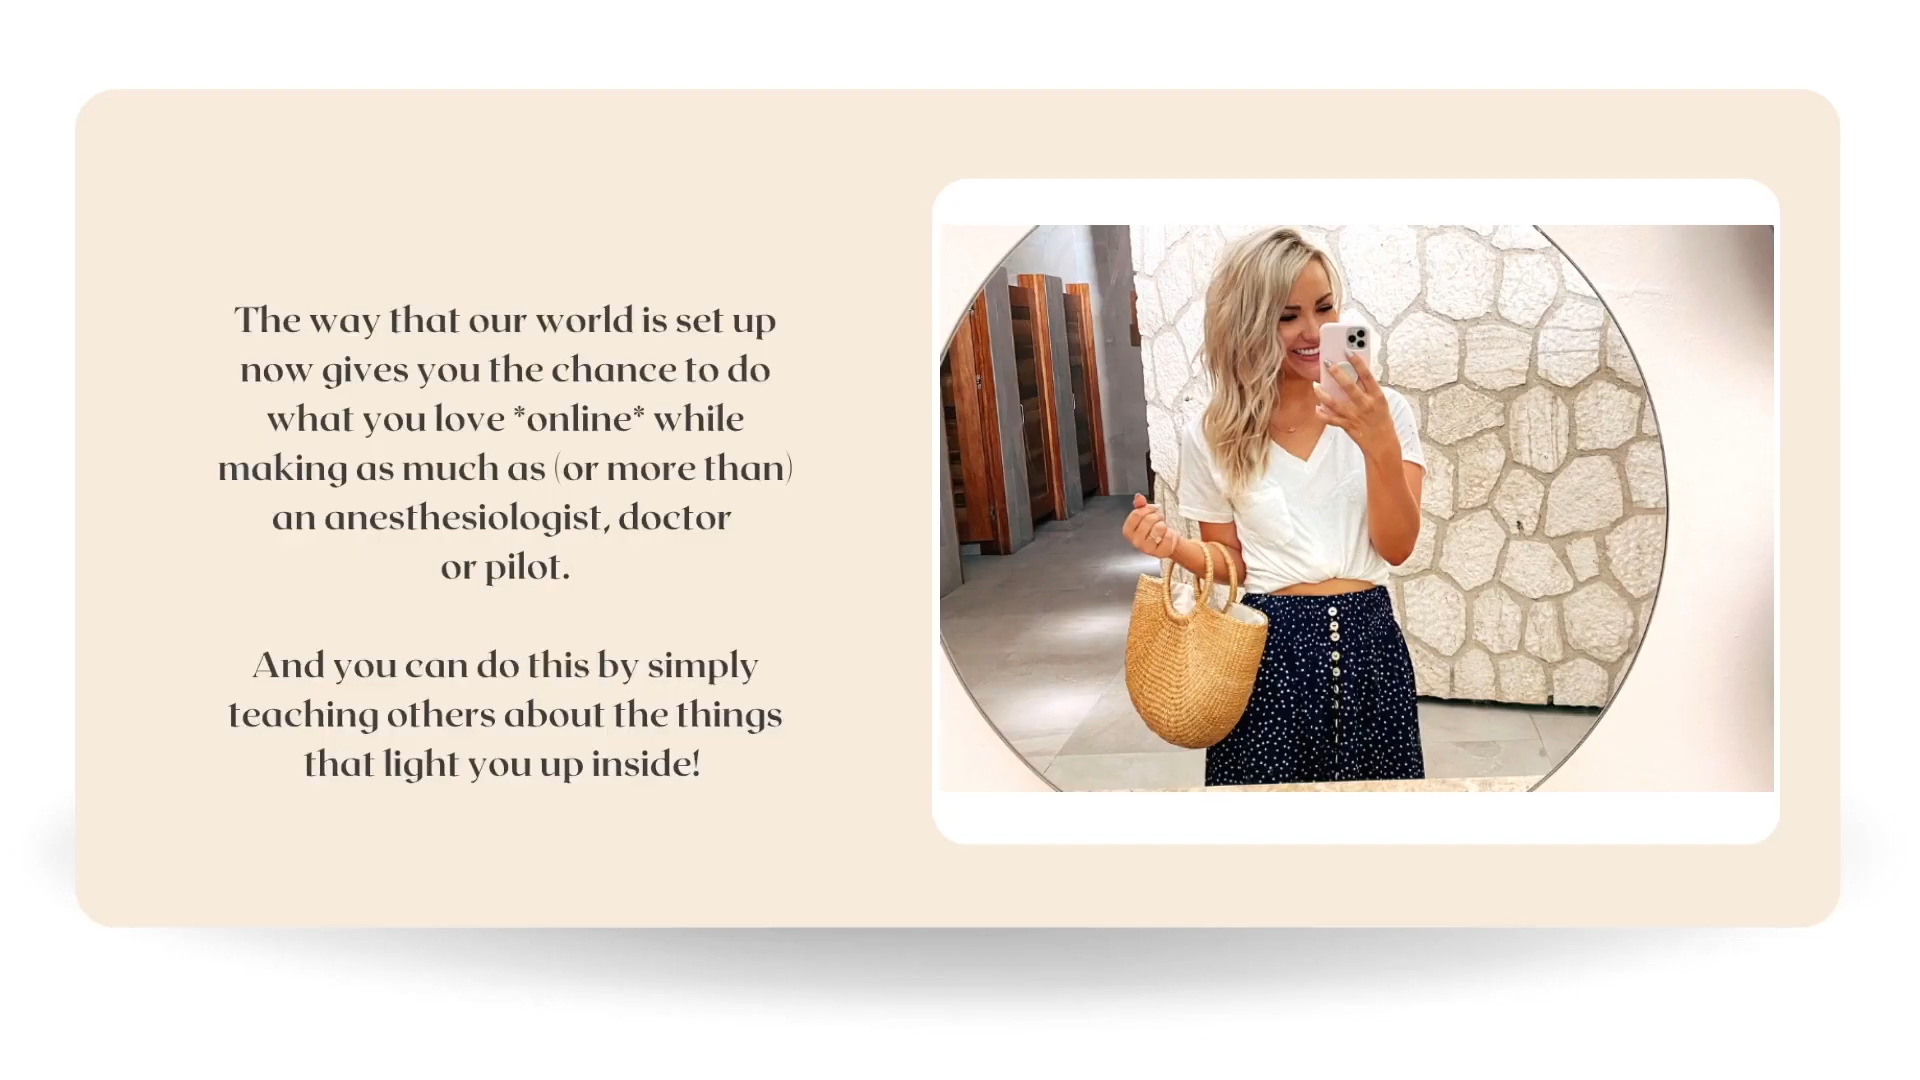 The way that our world is set up
now gives you the chance to do
what you love *online* while
making as much as (or more than)
an anesthesiologist, doctor
or pilot.
And you can do this by simply
teaching others about the things
that light you up inside!